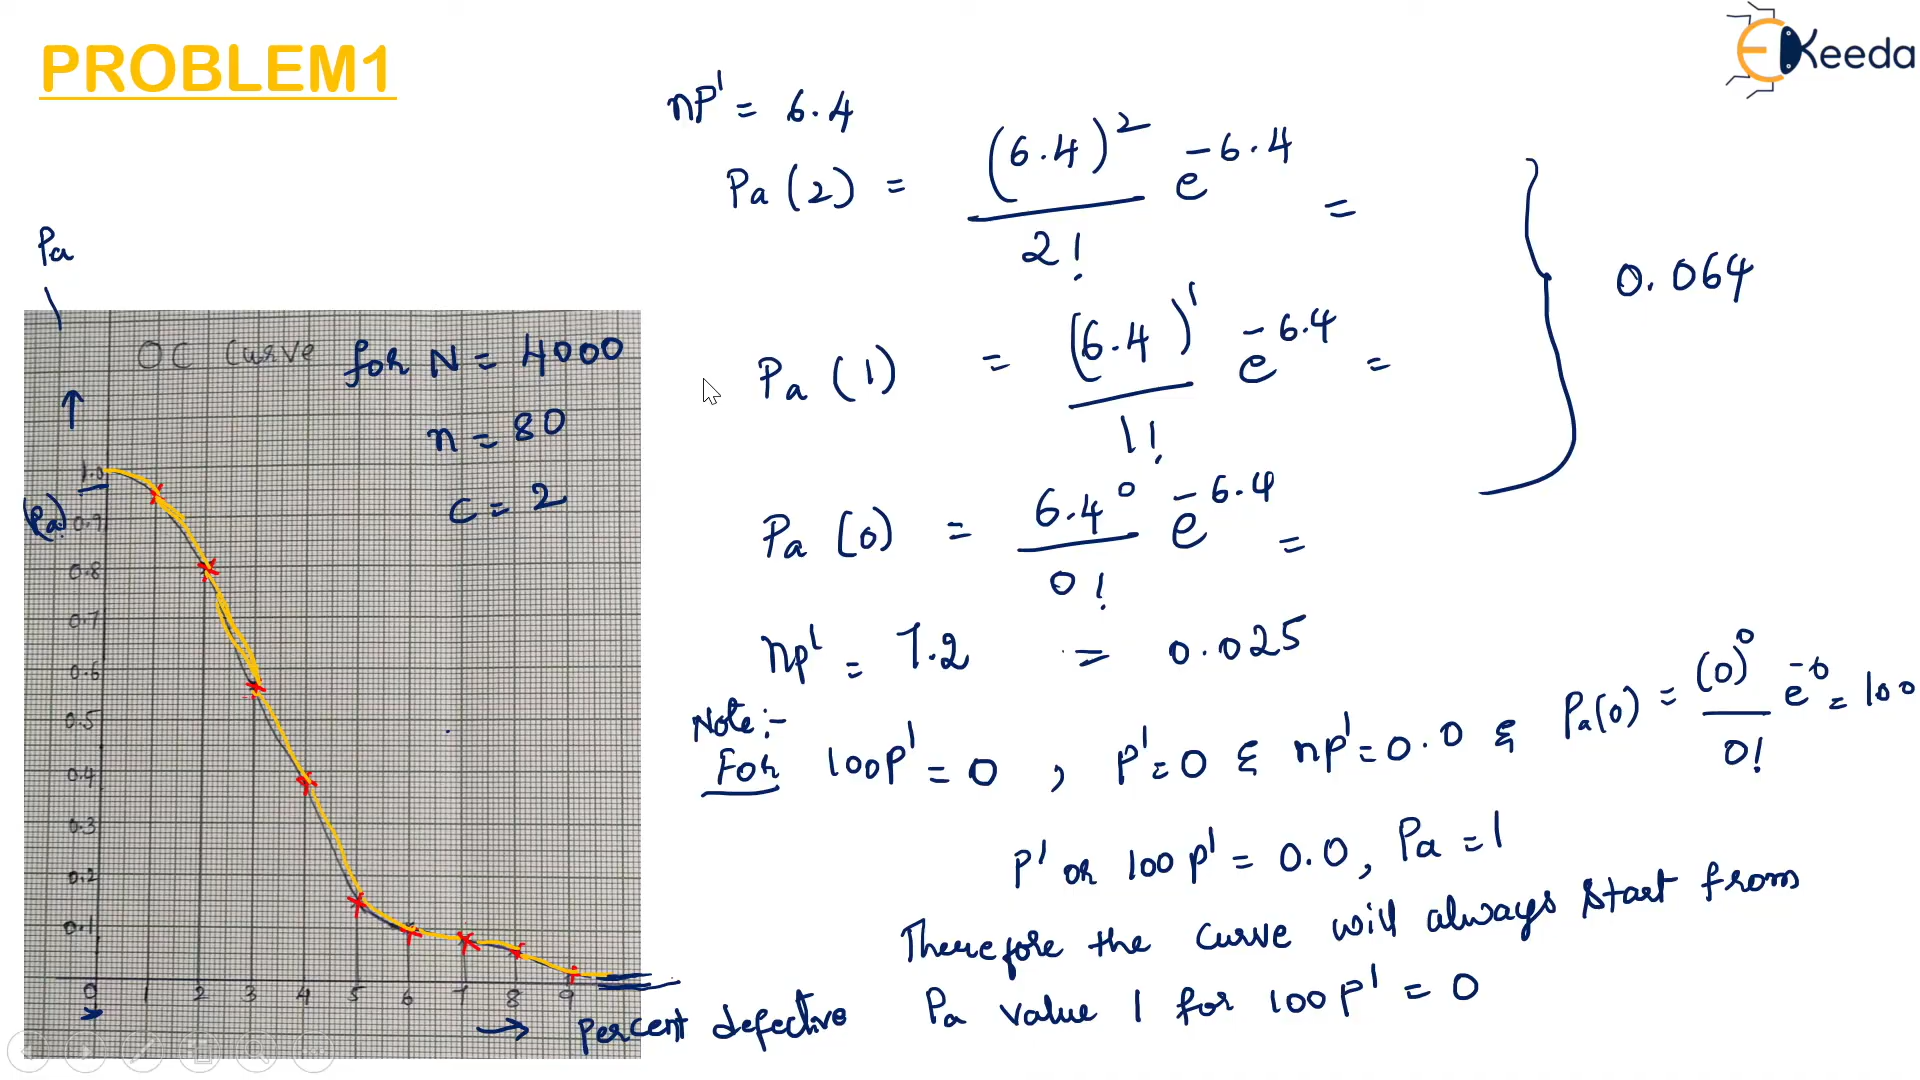 PROBLEM1
Keeda
np' = 6.4
Pa (2) = (6.4)² / 2! e^-6.4 =
Pa (1) = (6.4)' / 1! e^-6.4 =
0.064
Pa (0) = 6.4⁰ / 0! e^-6.4 =
np' = 7.2 = 0.025
Note:-
For 100p' = 0 , p'=0 & np'=0.0 & Pa(0) = (0)⁰ / 0! e^-0 = 100
p' or 100p' = 0.0, Pa = 1
Therefore the curve will always start from
Pa value 1 for 100p' = 0
Pa
OC Curve for N = 4000
n = 80
c = 2
(Pa)
1.0
0.9
0.8
0.7
0.6
0.5
0.4
0.3
0.2
0.1
0 1 2 3 4 5 6 7 8 9
→ percent defective